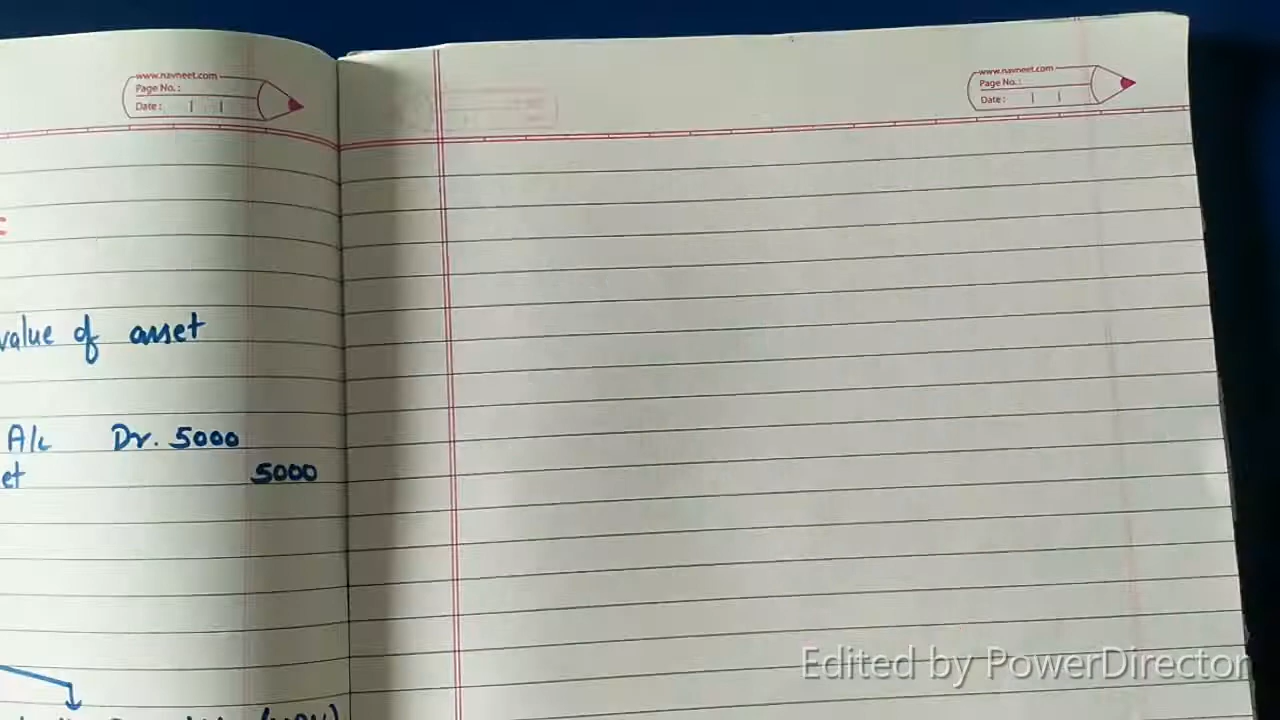 www.navneet.com
Page No. :
Date :
www.navneet.com
Page No. :
Date :
value of asset
A/c Dr. 5000
et 5000
Edited by PowerDirector